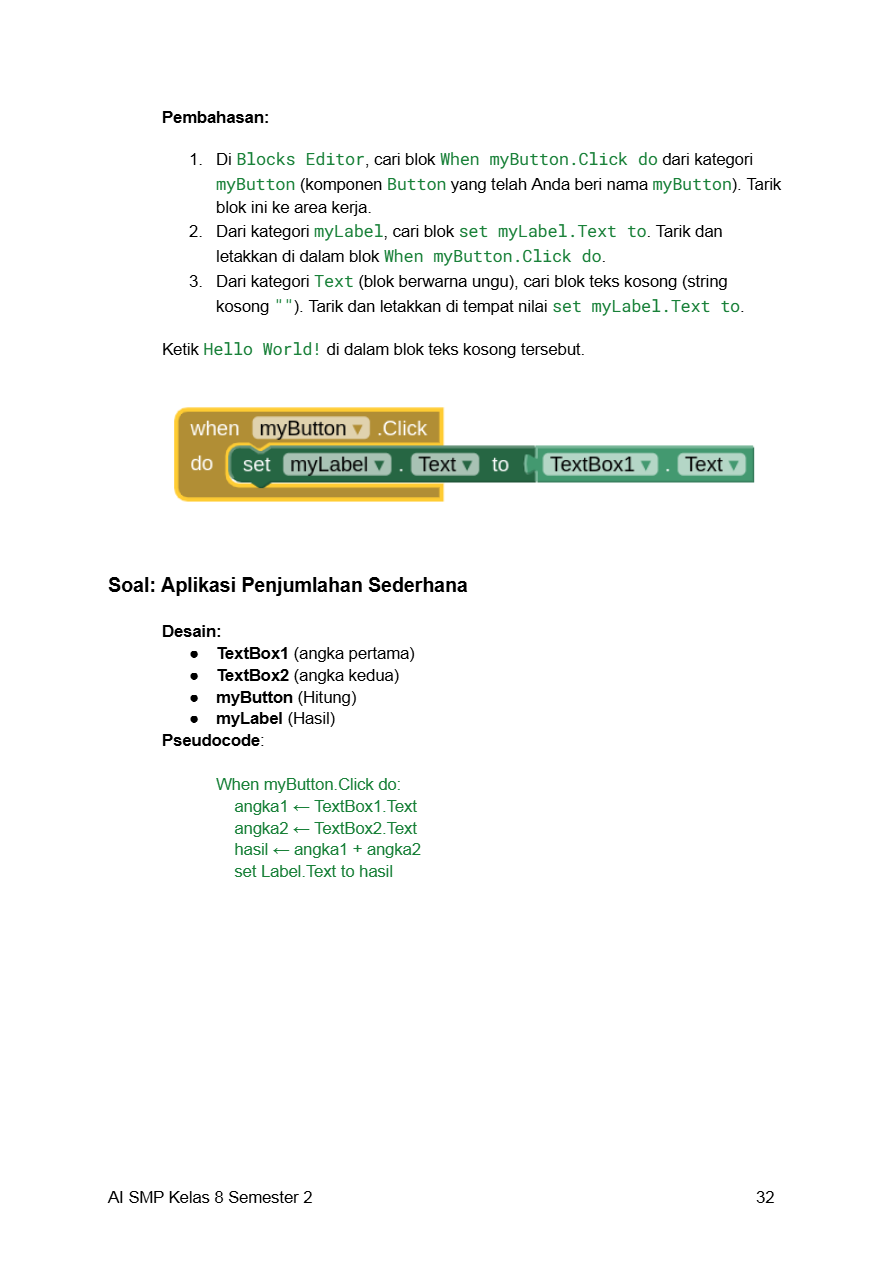 Pembahasan:
1. Di Blocks Editor, cari blok When myButton.Click do dari kategori
myButton (komponen Button yang telah Anda beri nama myButton). Tarik
blok ini ke area kerja.
2. Dari kategori myLabel, cari blok set myLabel.Text to. Tarik dan
letakkan di dalam blok When myButton.Click do.
3. Dari kategori Text (blok berwarna ungu), cari blok teks kosong (string
kosong ""). Tarik dan letakkan di tempat nilai set myLabel.Text to.
Ketik Hello World! di dalam blok teks kosong tersebut.
when myButton ▾ .Click
do set myLabel ▾ . Text ▾ to TextBox1 ▾ . Text ▾
Soal: Aplikasi Penjumlahan Sederhana
Desain:
● TextBox1 (angka pertama)
● TextBox2 (angka kedua)
● myButton (Hitung)
● myLabel (Hasil)
Pseudocode:
When myButton.Click do:
angka1 ← TextBox1.Text
angka2 ← TextBox2.Text
hasil ← angka1 + angka2
set Label.Text to hasil
AI SMP Kelas 8 Semester 2 32